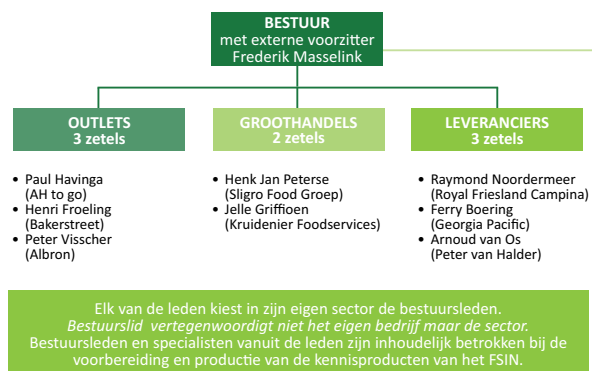 BESTUUR
met externe voorzitter
Frederik Masselink
OUTLETS
3 zetels
• Paul Havinga
(AH to go)
• Henri Froeling
(Bakerstreet)
• Peter Visscher
(Albron)
GROOTHANDELS
2 zetels
• Henk Jan Peterse
(Sligro Food Groep)
• Jelle Griffioen
(Kruidenier Foodservices)
LEVERANCIERS
3 zetels
• Raymond Noordermeer
(Royal Friesland Campina)
• Ferry Boering
(Georgia Pacific)
• Arnoud van Os
(Peter van Halder)
Elk van de leden kiest in zijn eigen sector de bestuursleden.
Bestuurslid vertegenwoordigt niet het eigen bedrijf maar de sector.
Bestuursleden en specialisten vanuit de leden zijn inhoudelijk betrokken bij de
voorbereiding en productie van de kennisproducten van het FSIN.